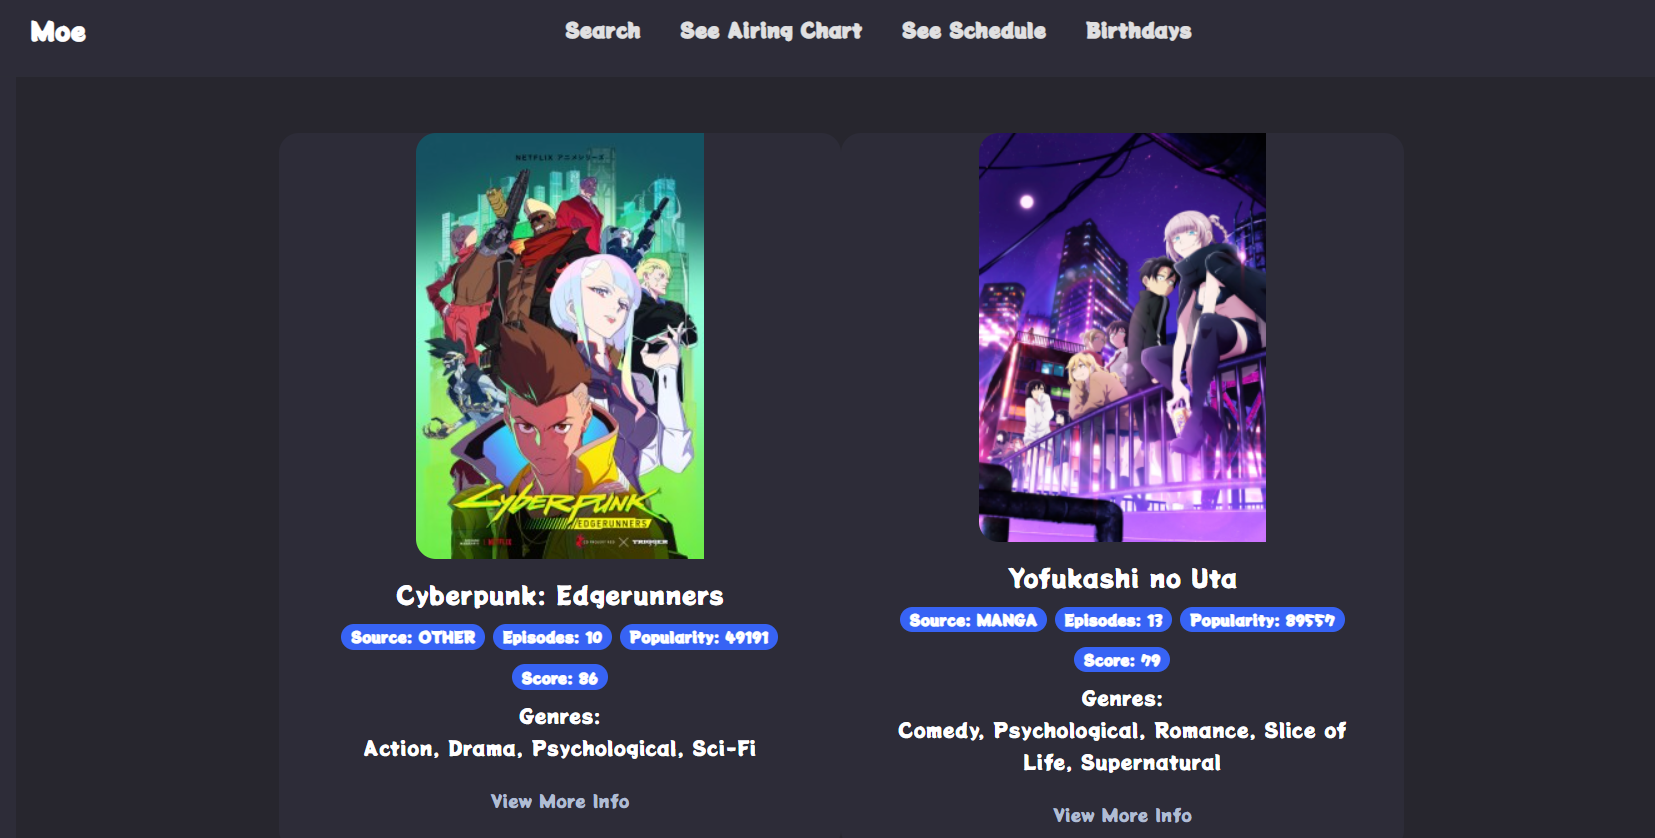 Moe
Search
See Airing Chart
See Schedule
Birthdays
NETFLIX アニメシリーズ
Cyberpunk
EDGERUNNERS
NETFLIX
TRIGGER
Cyberpunk: Edgerunners
Source: OTHER
Episodes: 10
Popularity: 49191
Score: 86
Genres:
Action, Drama, Psychological, Sci-Fi
View More Info
Yofukashi no Uta
Source: MANGA
Episodes: 13
Popularity: 89557
Score: 79
Genres:
Comedy, Psychological, Romance, Slice of
Life, Supernatural
View More Info